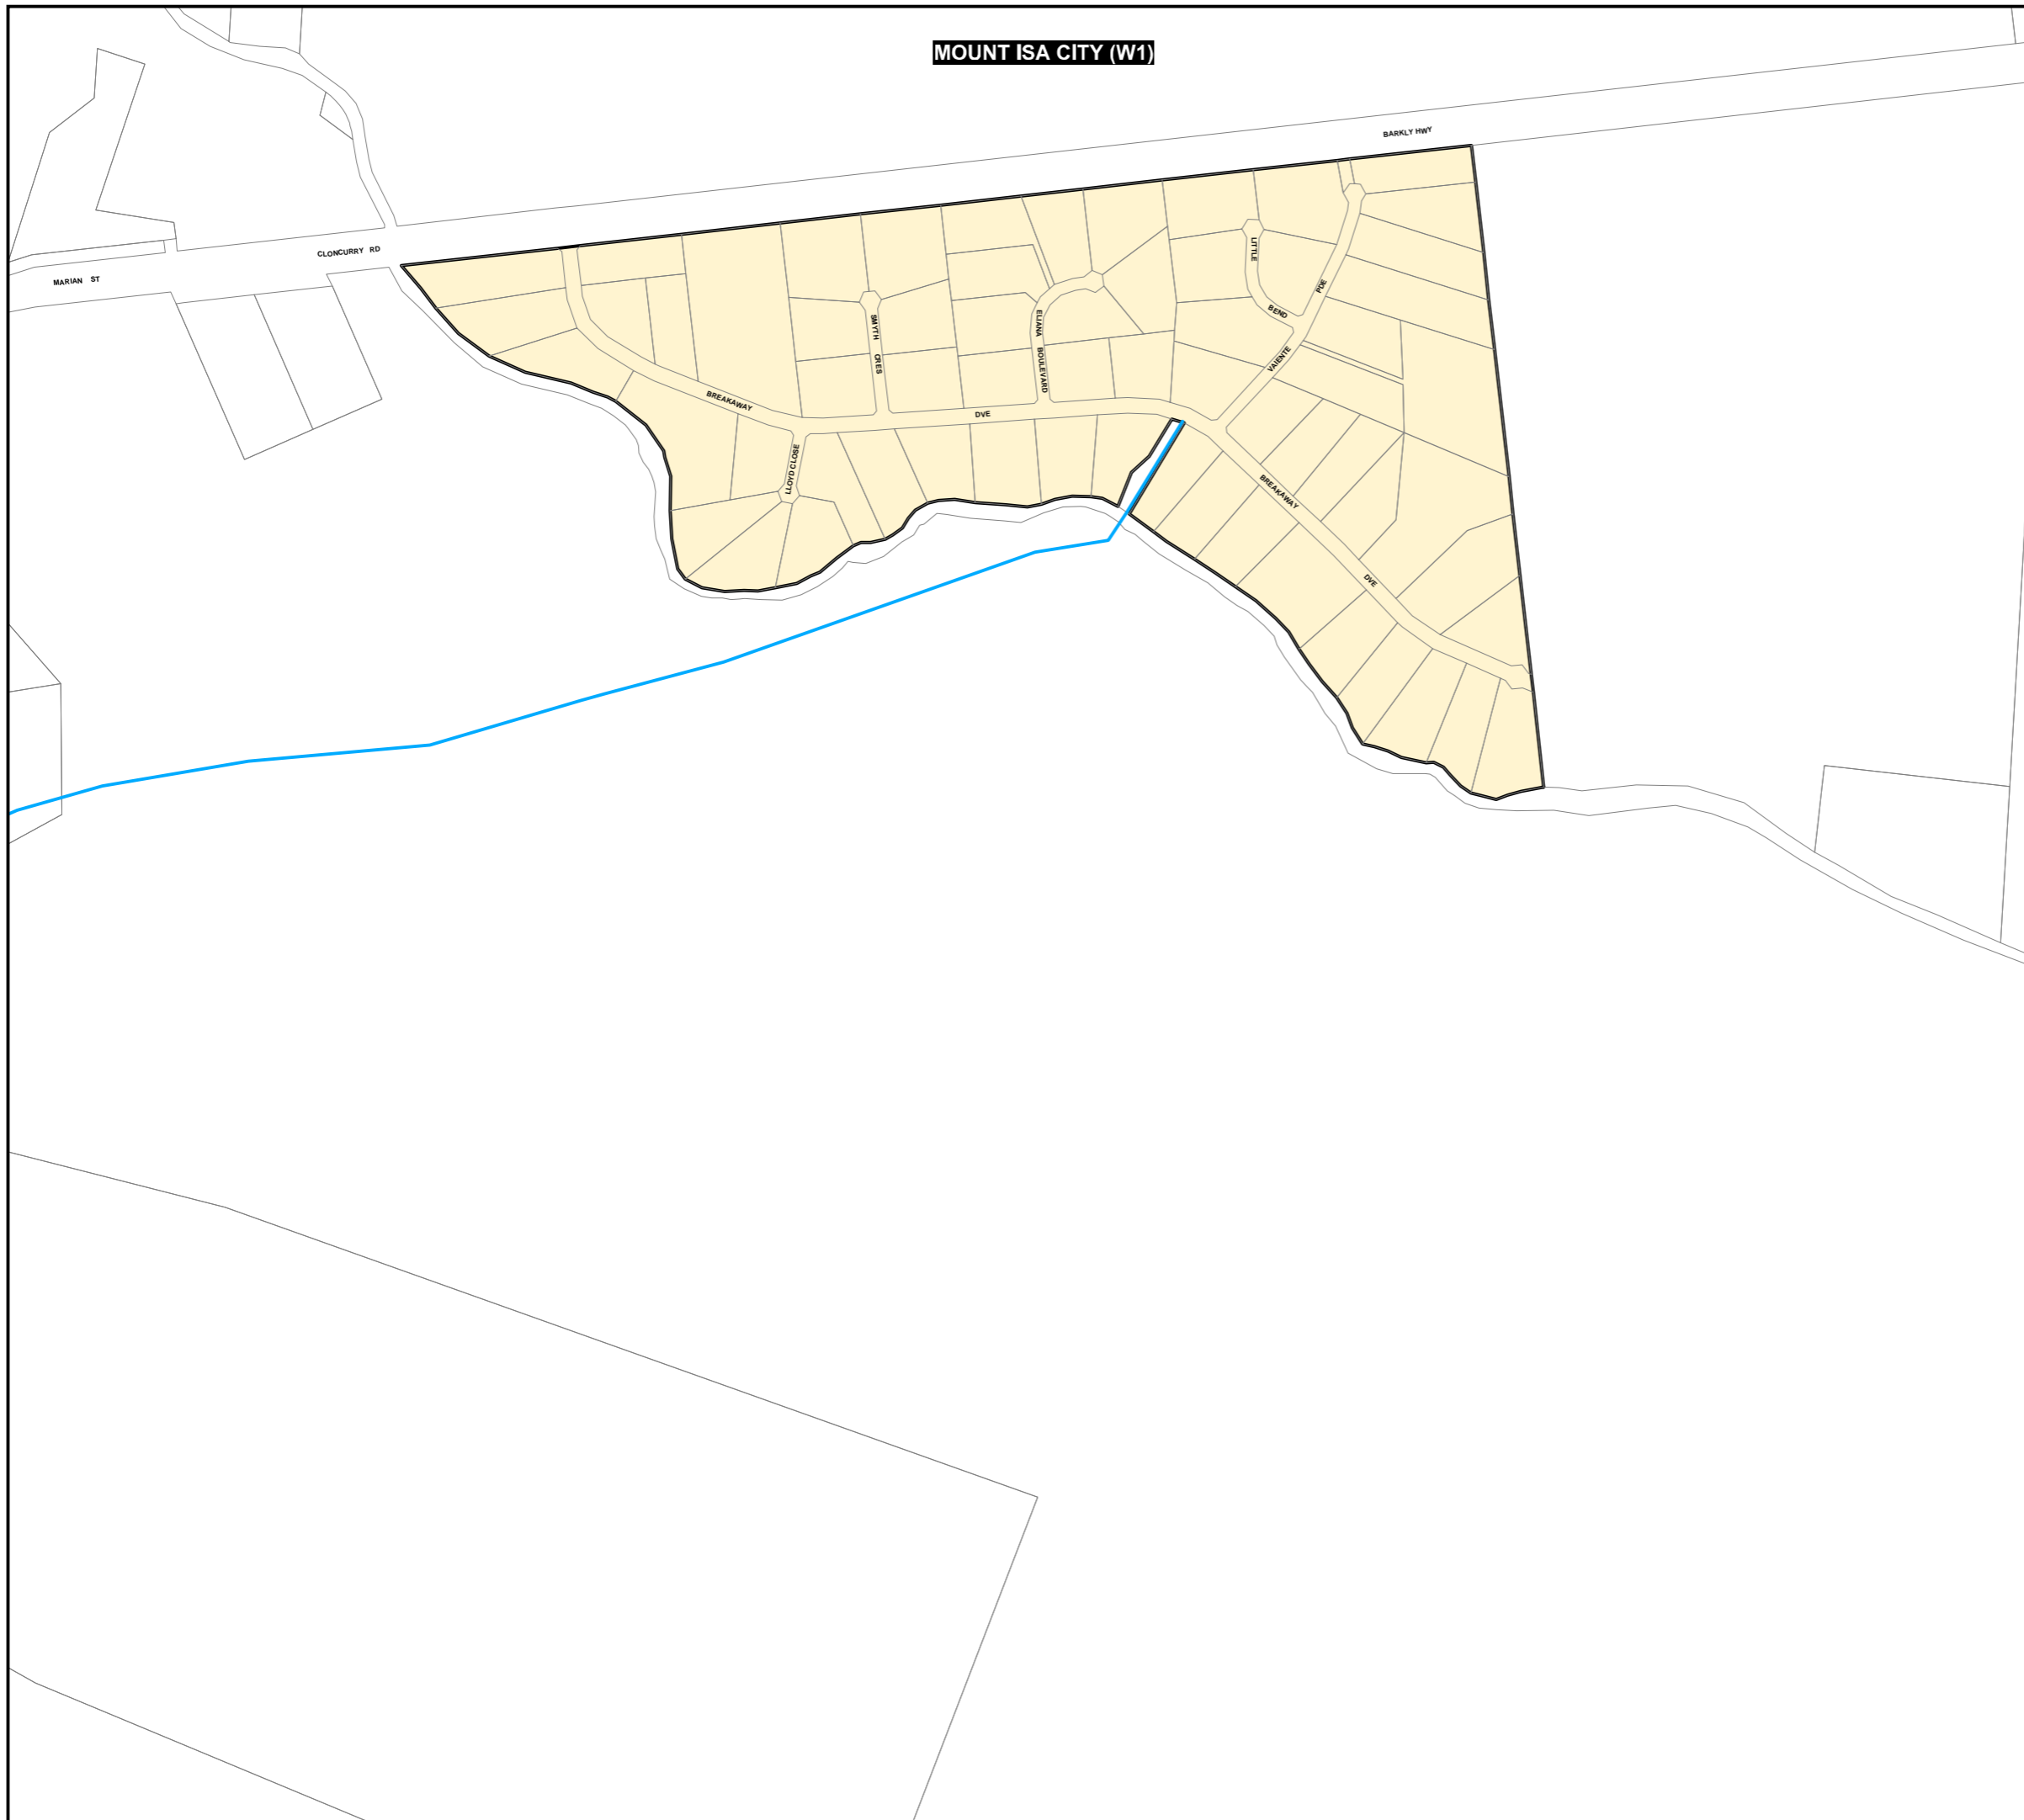 MOUNT ISA CITY (W1)
BARKLY HWY
CLONCURRY RD
MARIAN ST
LITTLE
BEND
PDE
VAIENTE
SMYTH CRES
ELIANA BOULEVARD
BREAKAWAY
DVE
LLOYD CLOSE
BREAKAWAY
DVE